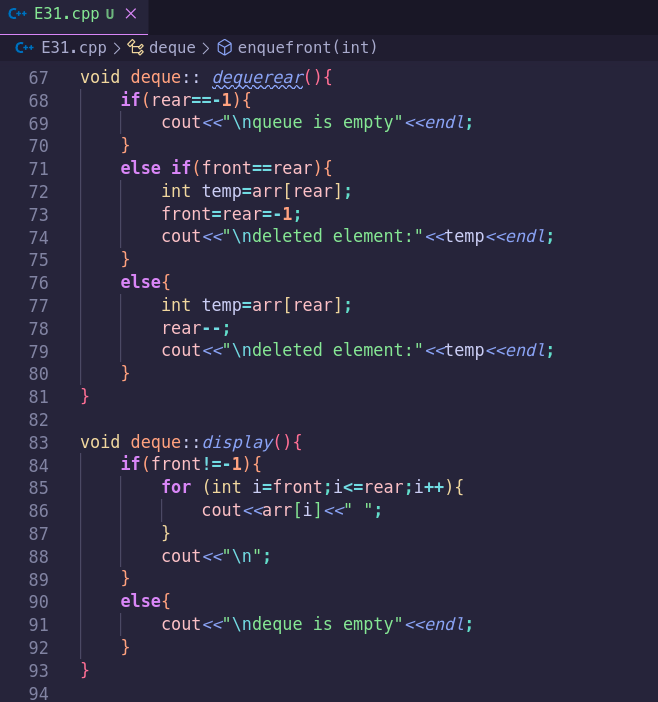 C++ E31.cpp U ×
C++ E31.cpp > deque > enquefront(int)
67 void deque:: dequerear(){
68     if(rear==-1){
69         cout<<"\nqueue is empty"<<endl;
70     }
71     else if(front==rear){
72         int temp=arr[rear];
73         front=rear=-1;
74         cout<<"\ndeleted element:"<<temp<<endl;
75     }
76     else{
77         int temp=arr[rear];
78         rear--;
79         cout<<"\ndeleted element:"<<temp<<endl;
80     }
81 }
82
83 void deque::display(){
84     if(front!=-1){
85         for (int i=front;i<=rear;i++){
86             cout<<arr[i]<<" ";
87         }
88         cout<<"\n";
89     }
90     else{
91         cout<<"\ndeque is empty"<<endl;
92     }
93 }
94